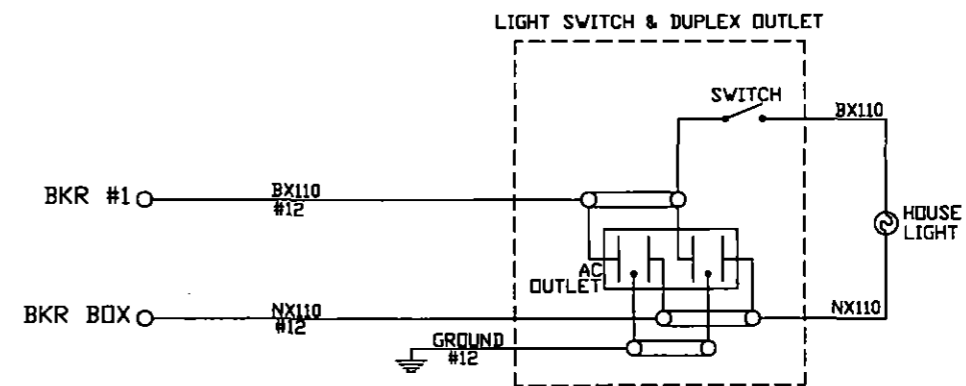 LIGHT SWITCH & DUPLEX OUTLET
SWITCH
BX110
BKR #1
BX110
#12
HOUSE
LIGHT
AC
OUTLET
BKR BOX
NX110
#12
NX110
GROUND
#12